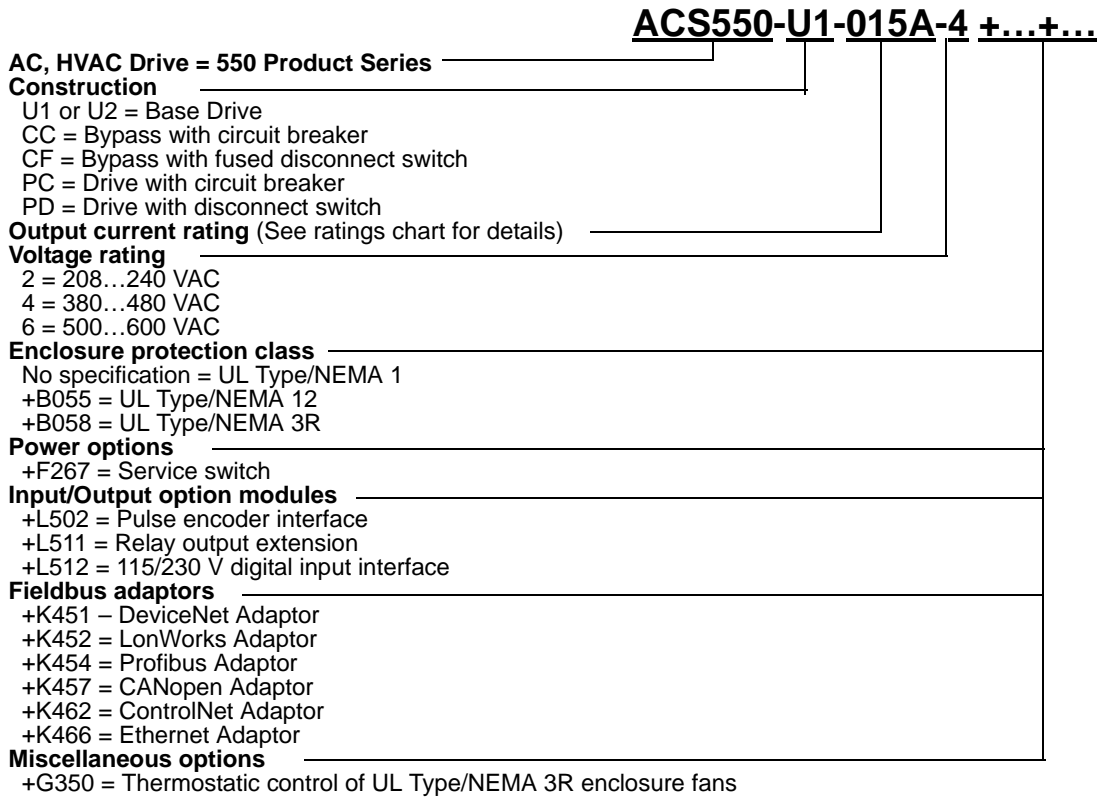 ACS550-U1-015A-4 +…+…
AC, HVAC Drive = 550 Product Series
Construction
U1 or U2 = Base Drive
CC = Bypass with circuit breaker
CF = Bypass with fused disconnect switch
PC = Drive with circuit breaker
PD = Drive with disconnect switch
Output current rating (See ratings chart for details)
Voltage rating
2 = 208…240 VAC
4 = 380…480 VAC
6 = 500…600 VAC
Enclosure protection class
No specification = UL Type/NEMA 1
+B055 = UL Type/NEMA 12
+B058 = UL Type/NEMA 3R
Power options
+F267 = Service switch
Input/Output option modules
+L502 = Pulse encoder interface
+L511 = Relay output extension
+L512 = 115/230 V digital input interface
Fieldbus adaptors
+K451 – DeviceNet Adaptor
+K452 = LonWorks Adaptor
+K454 = Profibus Adaptor
+K457 = CANopen Adaptor
+K462 = ControlNet Adaptor
+K466 = Ethernet Adaptor
Miscellaneous options
+G350 = Thermostatic control of UL Type/NEMA 3R enclosure fans